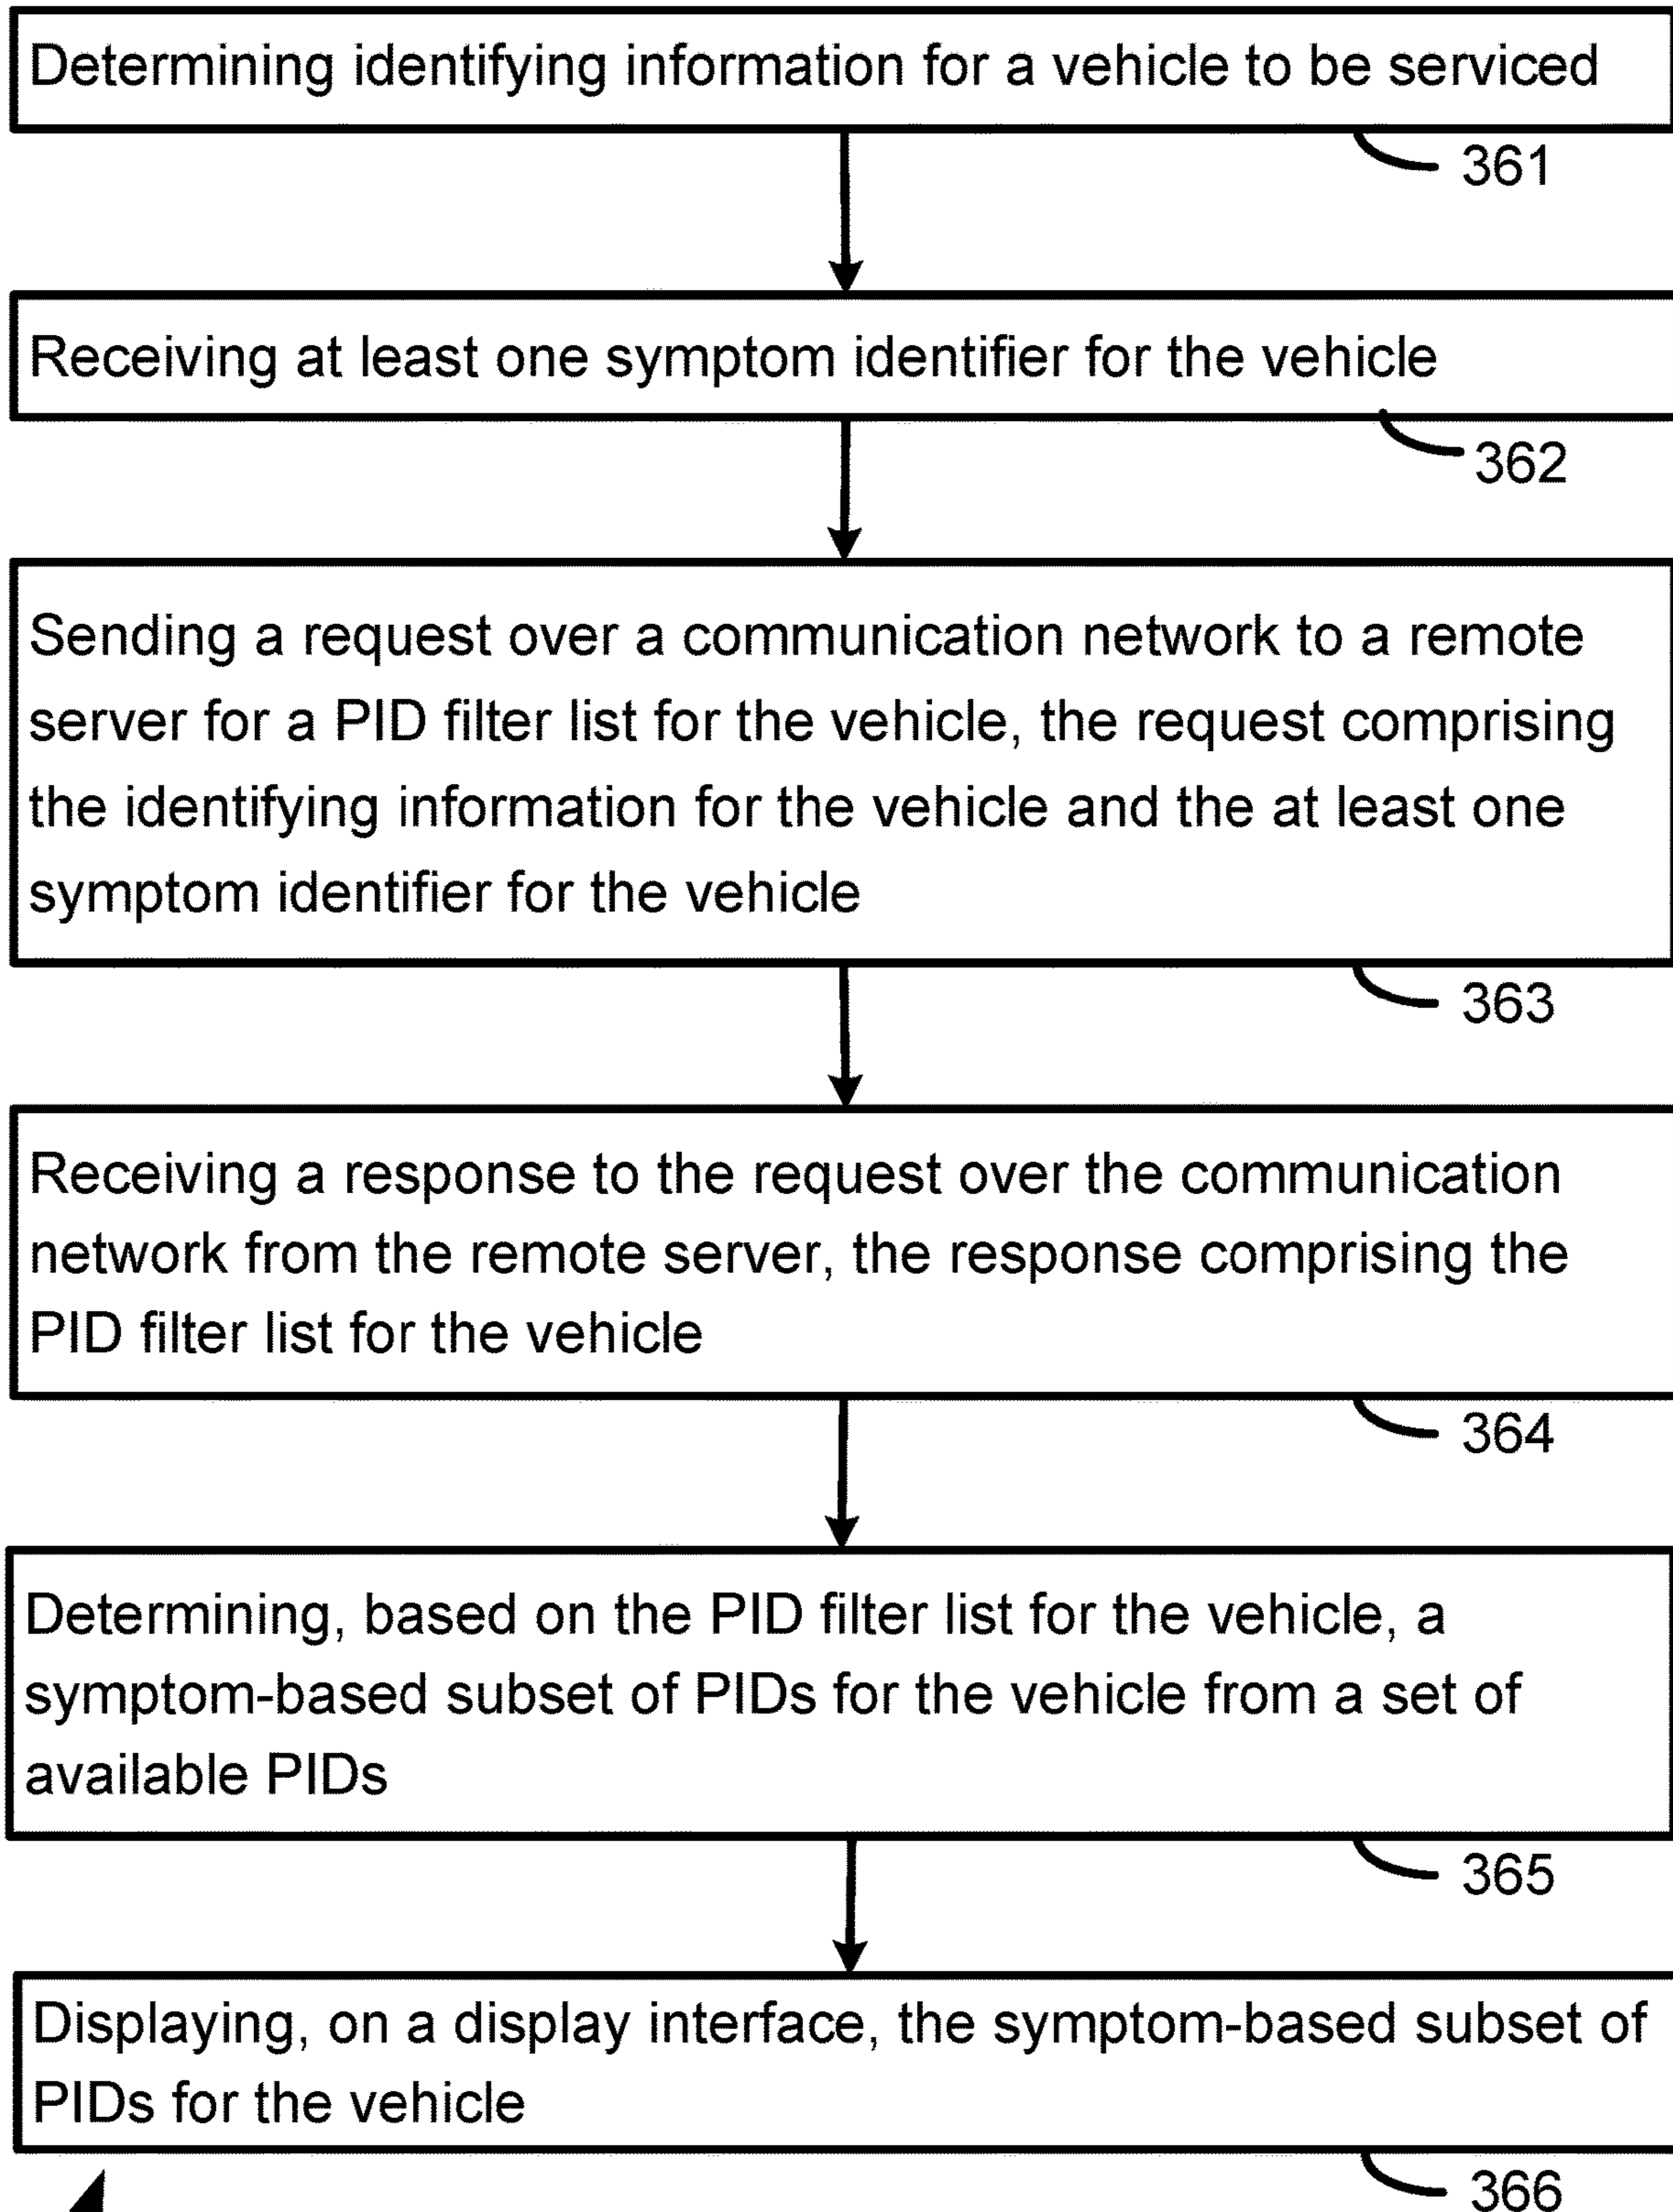 Determining identifying information for a vehicle to be serviced
361
Receiving at least one symptom identifier for the vehicle
362
Sending a request over a communication network to a remote
server for a PID filter list for the vehicle, the request comprising
the identifying information for the vehicle and the at least one
symptom identifier for the vehicle
363
Receiving a response to the request over the communication
network from the remote server, the response comprising the
PID filter list for the vehicle
364
Determining, based on the PID filter list for the vehicle, a
symptom-based subset of PIDs for the vehicle from a set of
available PIDs
365
Displaying, on a display interface, the symptom-based subset of
PIDs for the vehicle
366